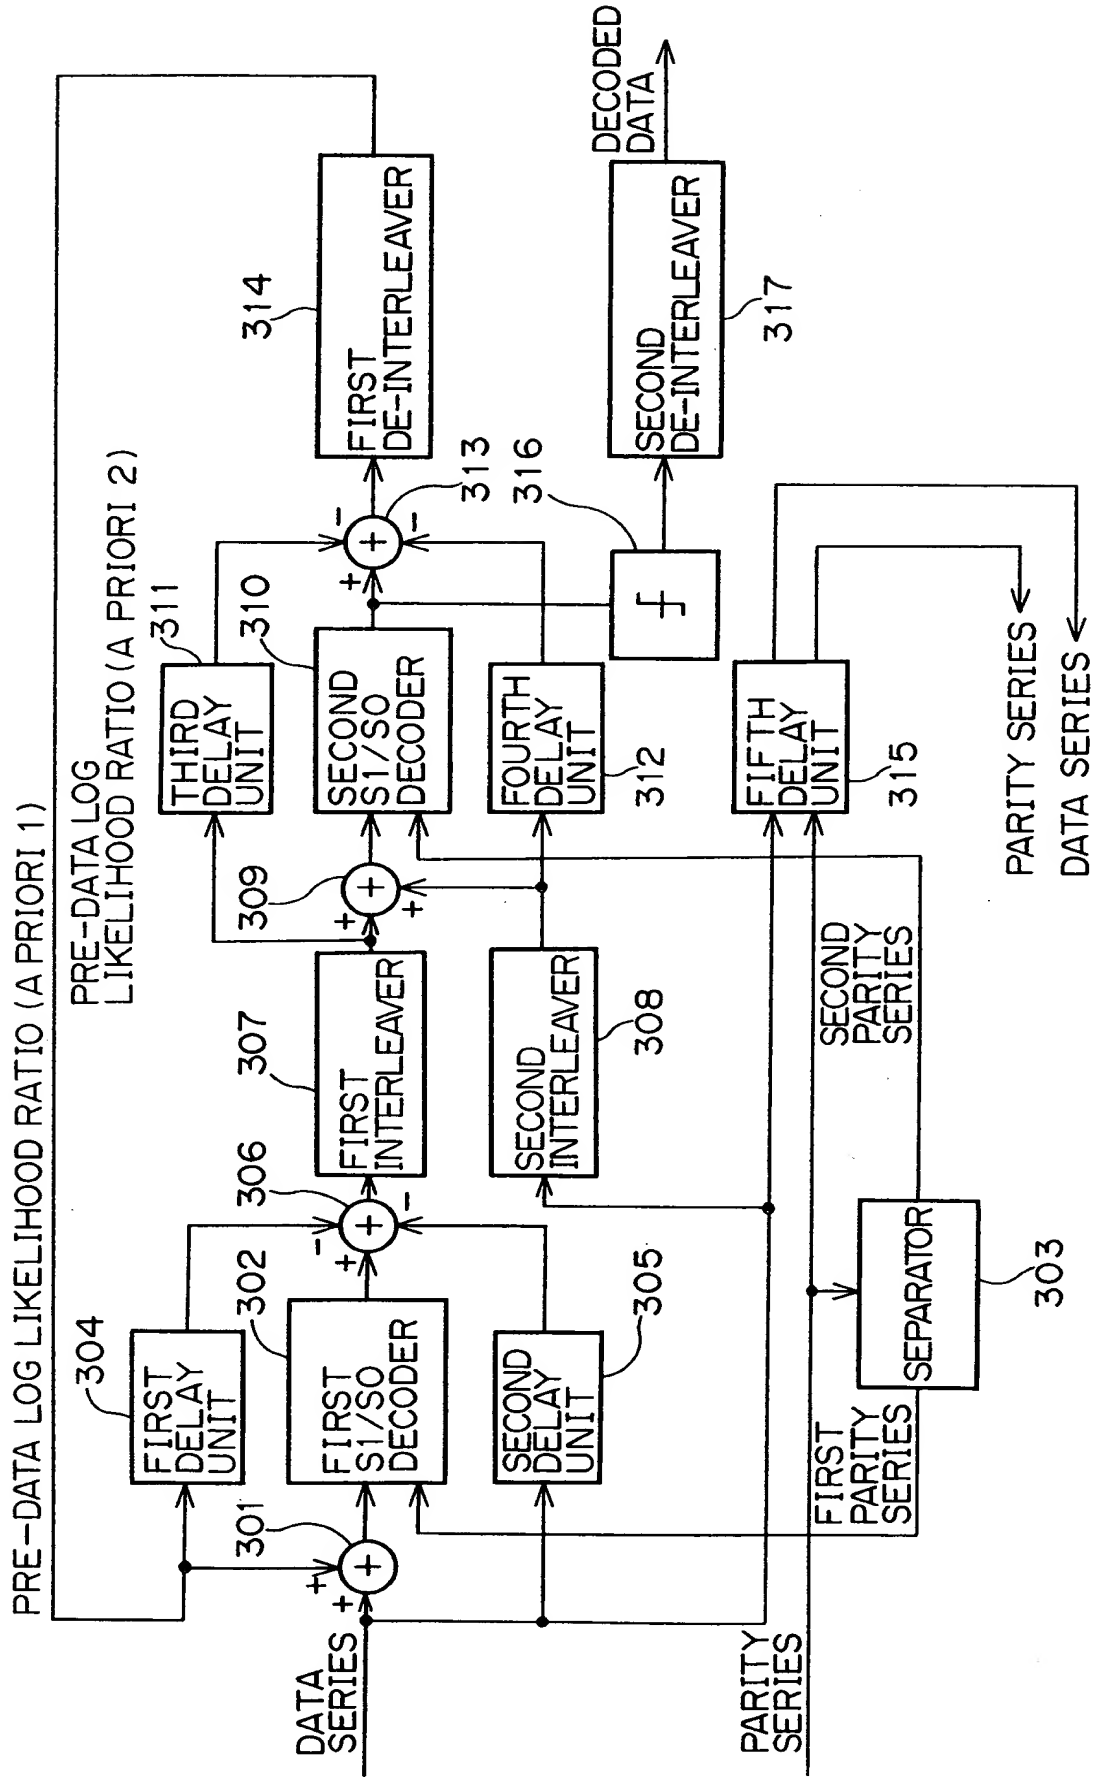 PRE-DATA LOG LIKELIHOOD RATIO (A PRIORI 1)
PRE-DATA LOG
LIKELIHOOD RATIO (A PRIORI 2)
304
FIRST
DELAY
UNIT
311
THIRD
DELAY
UNIT
301
302
FIRST
S1/SO
DECODER
306
307
FIRST
INTERLEAVER
309
310
SECOND
S1/SO
DECODER
313
314
FIRST
DE-INTERLEAVER
+
+
+
+
-
-
+
+
+
+
+
-
-
+
DATA
SERIES
SECOND
DELAY
UNIT
305
SECOND
INTERLEAVER
308
FOURTH
DELAY
UNIT
312
316
SECOND
DE-INTERLEAVER
317
DECODED
DATA
PARITY
SERIES
FIFTH
DELAY
UNIT
315
FIRST
PARITY
SERIES
SEPARATOR
303
SECOND
PARITY
SERIES
PARITY SERIES
DATA SERIES